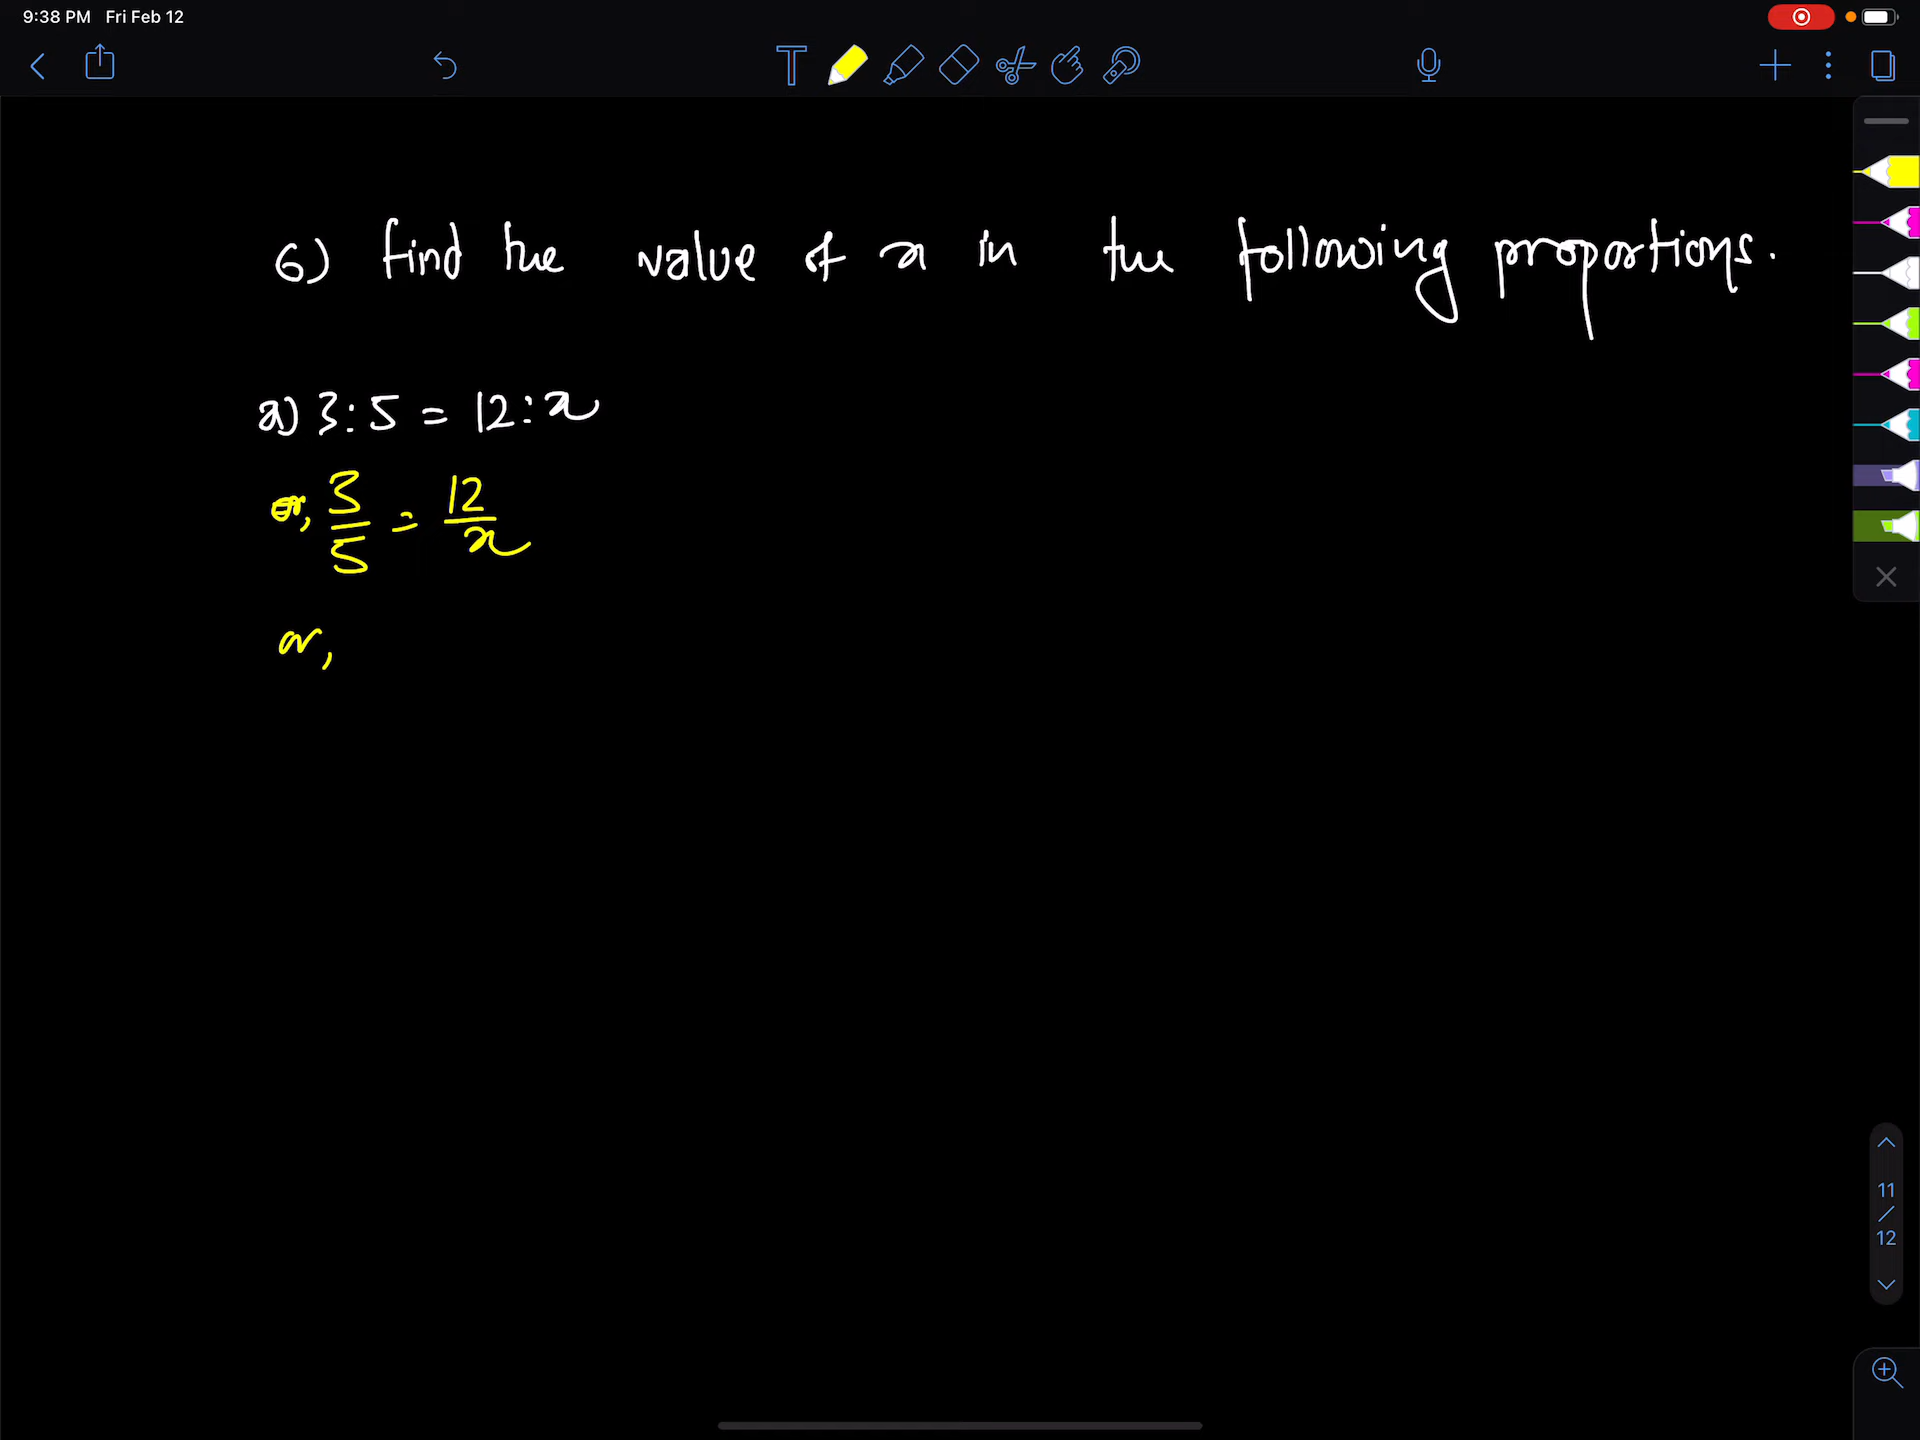 9:38 PM Fri Feb 12
6) find the value of x in the following proportions.
a) 3:5 = 12:x
or, 3/5 = 12/x
or,
11
/
12